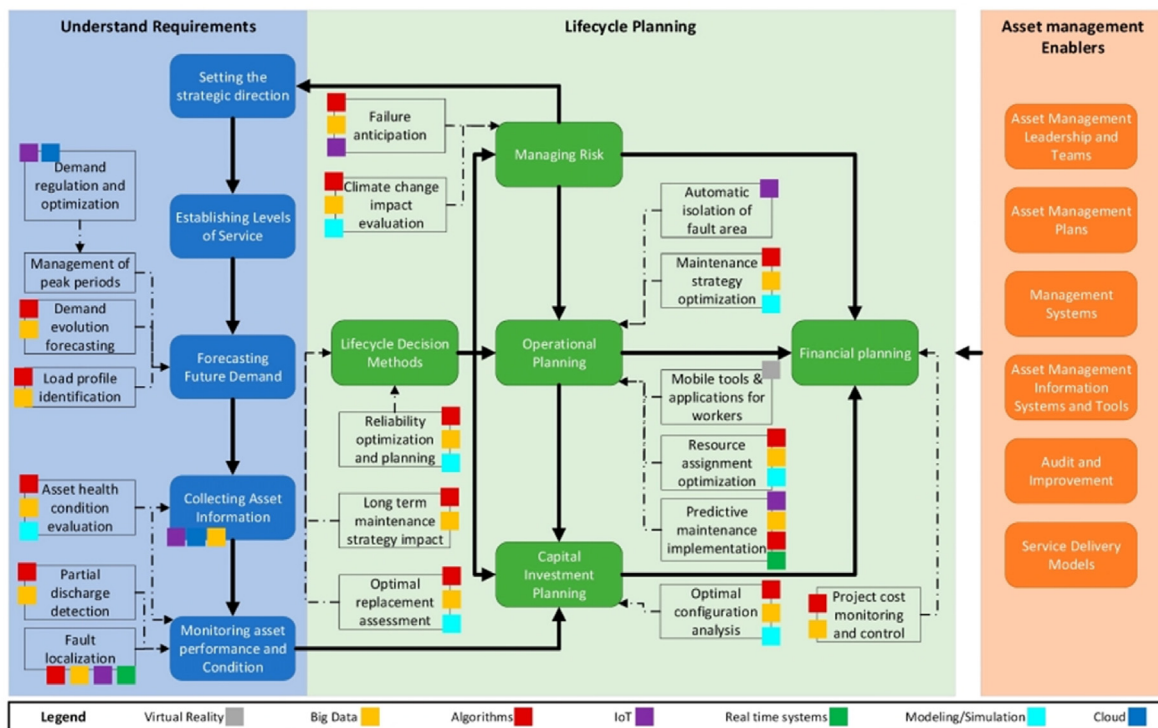 Understand Requirements
Setting the
strategic direction
Demand
regulation and
optimization
Establishing Levels
of Service
Management of
peak periods
Demand
evolution
forecasting
Forecasting
Future Demand
Load profile
identification
Asset health
condition
evaluation
Collecting Asset
Information
Partial
discharge
detection
Fault
localization
Monitoring asset
performance and
Condition
Lifecycle Planning
Failure
anticipation
Managing Risk
Climate change
impact
evaluation
Automatic
isolation of
fault area
Maintenance
strategy
optimization
Lifecycle Decision
Methods
Operational
Planning
Financial planning
Mobile tools &
applications for
workers
Reliability
optimization
and planning
Resource
assignment
optimization
Long term
maintenance
strategy impact
Predictive
maintenance
implementation
Capital
Investment
Planning
Optimal
replacement
assessment
Optimal
configuration
analysis
Project cost
monitoring
and control
Asset management
Enablers
Asset Management
Leadership and
Teams
Asset Management
Plans
Management
Systems
Asset Management
Information
Systems and Tools
Audit and
Improvement
Service Delivery
Models
Legend Virtual Reality Big Data Algorithms IoT Real time systems Modeling/Simulation Cloud